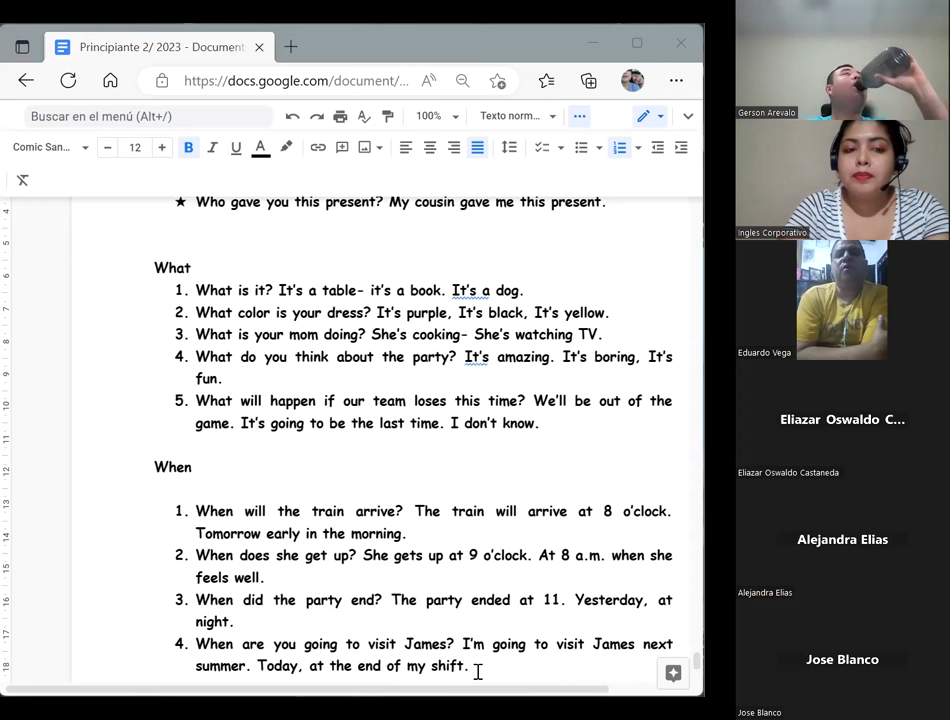 Principiante 2/ 2023 - Document
https://docs.google.com/document/...
Buscar en el menú (Alt+/)
100%
Texto norm...
Comic San...
12
Who gave you this present? My cousin gave me this present.
What
1. What is it? It's a table- it's a book. It's a dog.
2. What color is your dress? It's purple, It's black, It's yellow.
3. What is your mom doing? She's cooking- She's watching TV.
4. What do you think about the party? It's amazing. It's boring, It's
fun.
5. What will happen if our team loses this time? We'll be out of the
game. It's going to be the last time. I don't know.
When
1. When will the train arrive? The train will arrive at 8 o'clock.
Tomorrow early in the morning.
2. When does she get up? She gets up at 9 o'clock. At 8 a.m. when she
feels well.
3. When did the party end? The party ended at 11. Yesterday, at
night.
4. When are you going to visit James? I'm going to visit James next
summer. Today, at the end of my shift.
Gerson Arevalo
Ingles Corporativo
Eduardo Vega
Eliazar Oswaldo C...
Eliazar Oswaldo Castaneda
Alejandra Elias
Alejandra Elias
Jose Blanco
Jose Blanco